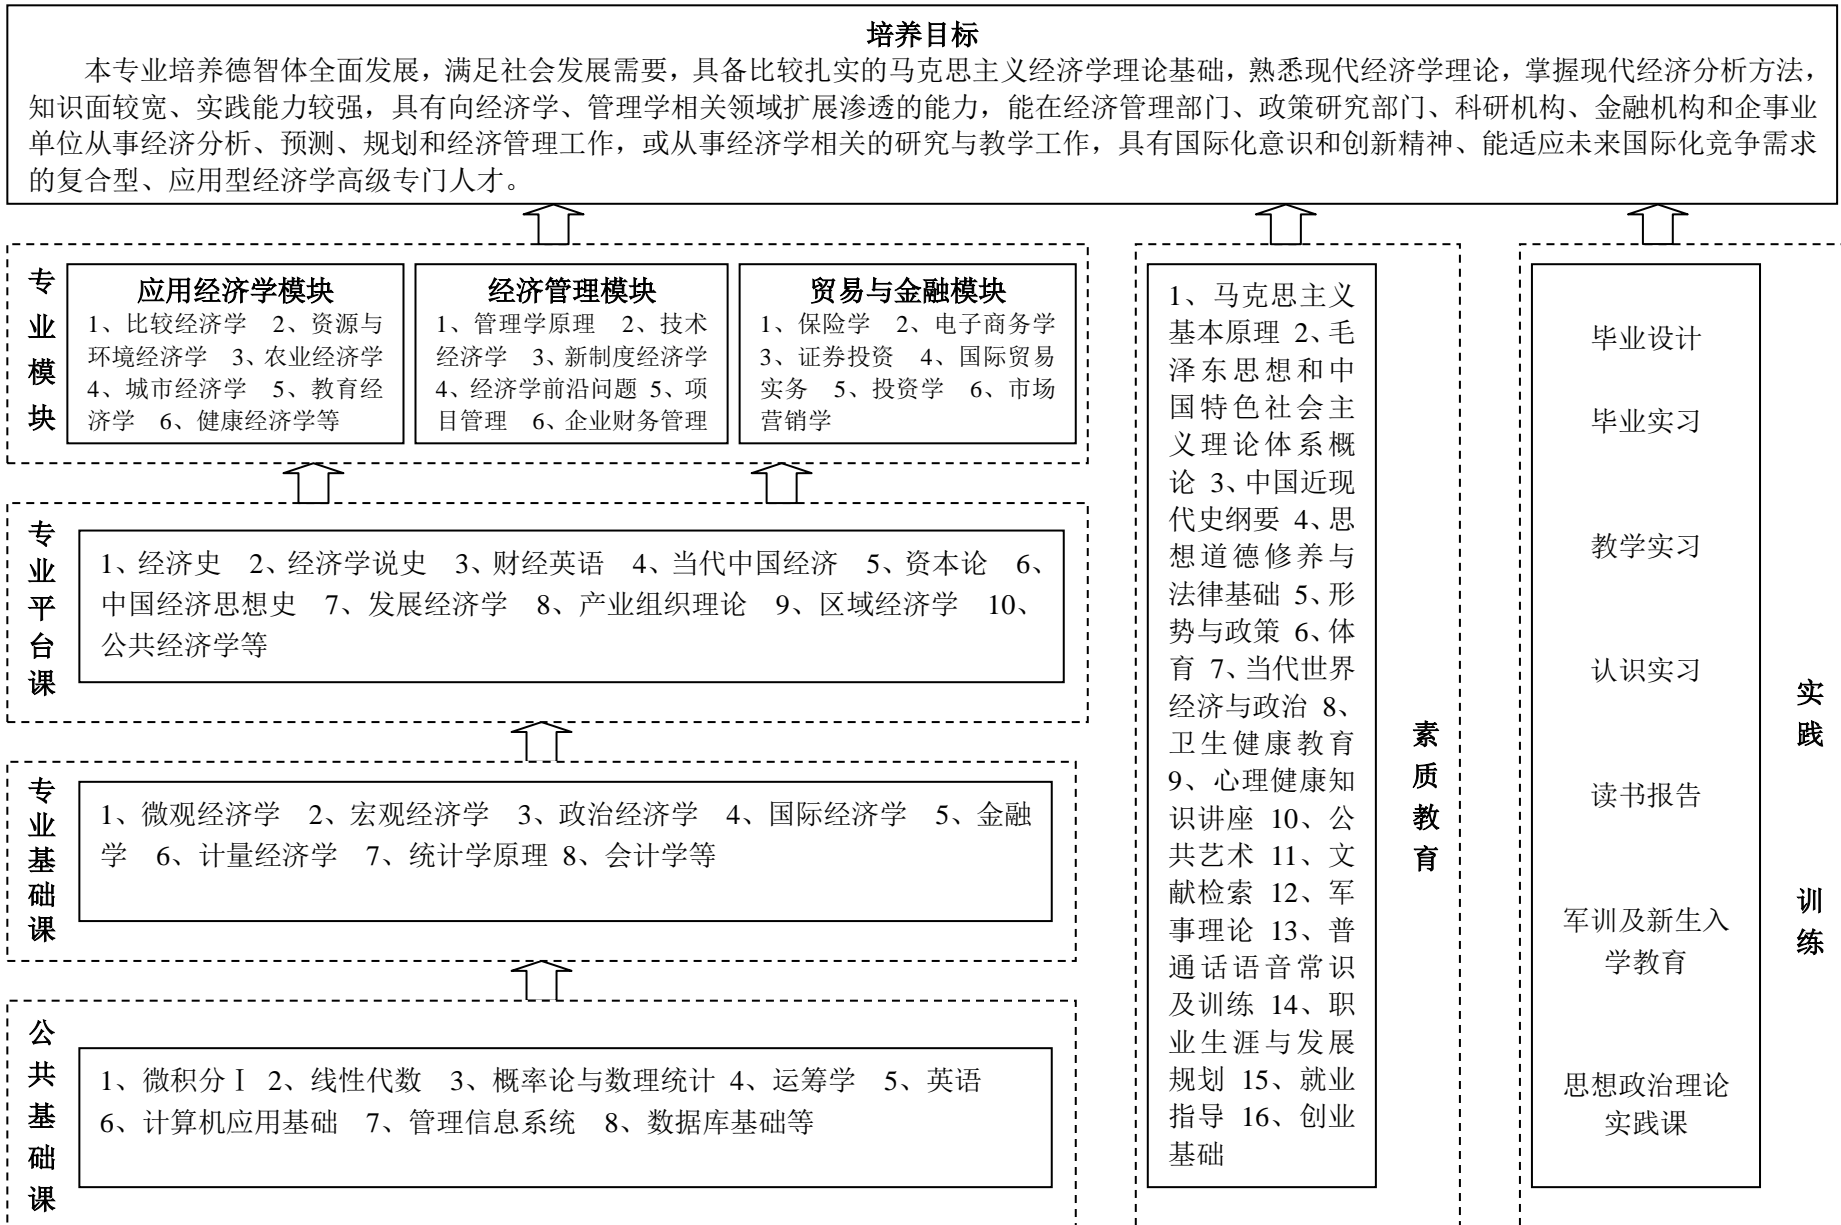 培养目标
本专业培养德智体全面发展，满足社会发展需要，具备比较扎实的马克思主义经济学理论基础，熟悉现代经济学理论，掌握现代经济分析方法，
知识面较宽、实践能力较强，具有向经济学、管理学相关领域扩展渗透的能力，能在经济管理部门、政策研究部门、科研机构、金融机构和企事业
单位从事经济分析、预测、规划和经济管理工作，或从事经济学相关的研究与教学工作，具有国际化意识和创新精神、能适应未来国际化竞争需求
的复合型、应用型经济学高级专门人才。
专
业
模
块
应用经济学模块
1、比较经济学 2、资源与
环境经济学 3、农业经济学
4、城市经济学 5、教育经
济学 6、健康经济学等
经济管理模块
1、管理学原理 2、技术
经济学 3、新制度经济学
4、经济学前沿问题 5、项
目管理 6、企业财务管理
贸易与金融模块
1、保险学 2、电子商务学
3、证券投资 4、国际贸易
实务 5、投资学 6、市场
营销学
专
业
平
台
课
1、经济史 2、经济学说史 3、财经英语 4、当代中国经济 5、资本论 6、
中国经济思想史 7、发展经济学 8、产业组织理论 9、区域经济学 10、
公共经济学等
专
业
基
础
课
1、微观经济学 2、宏观经济学 3、政治经济学 4、国际经济学 5、金融
学 6、计量经济学 7、统计学原理 8、会计学等
公
共
基
础
课
1、微积分Ⅰ 2、线性代数 3、概率论与数理统计 4、运筹学 5、英语
6、计算机应用基础 7、管理信息系统 8、数据库基础等
1、马克思主义
基本原理 2、毛
泽东思想和中
国特色社会主
义理论体系概
论 3、中国近现
代史纲要 4、思
想道德修养与
法律基础 5、形
势与政策 6、体
育 7、当代世界
经济与政治 8、
卫生健康教育
9、心理健康知
识讲座 10、公
共艺术 11、文
献检索 12、军
事理论 13、普
通话语音常识
及训练 14、职
业生涯与发展
规划 15、就业
指导 16、创业
基础
素
质
教
育
毕业设计
毕业实习
教学实习
认识实习
读书报告
军训及新生入
学教育
思想政治理论
实践课
实
践
训
练